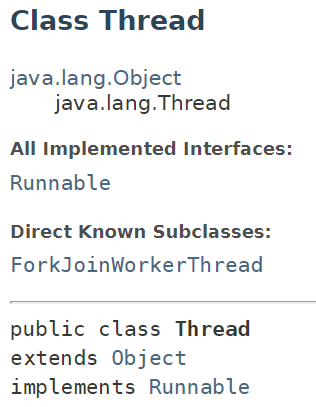 Class Thread
java.lang.Object
java.lang.Thread
All Implemented Interfaces:
Runnable
Direct Known Subclasses:
ForkJoinWorkerThread
public class Thread
extends Object
implements Runnable